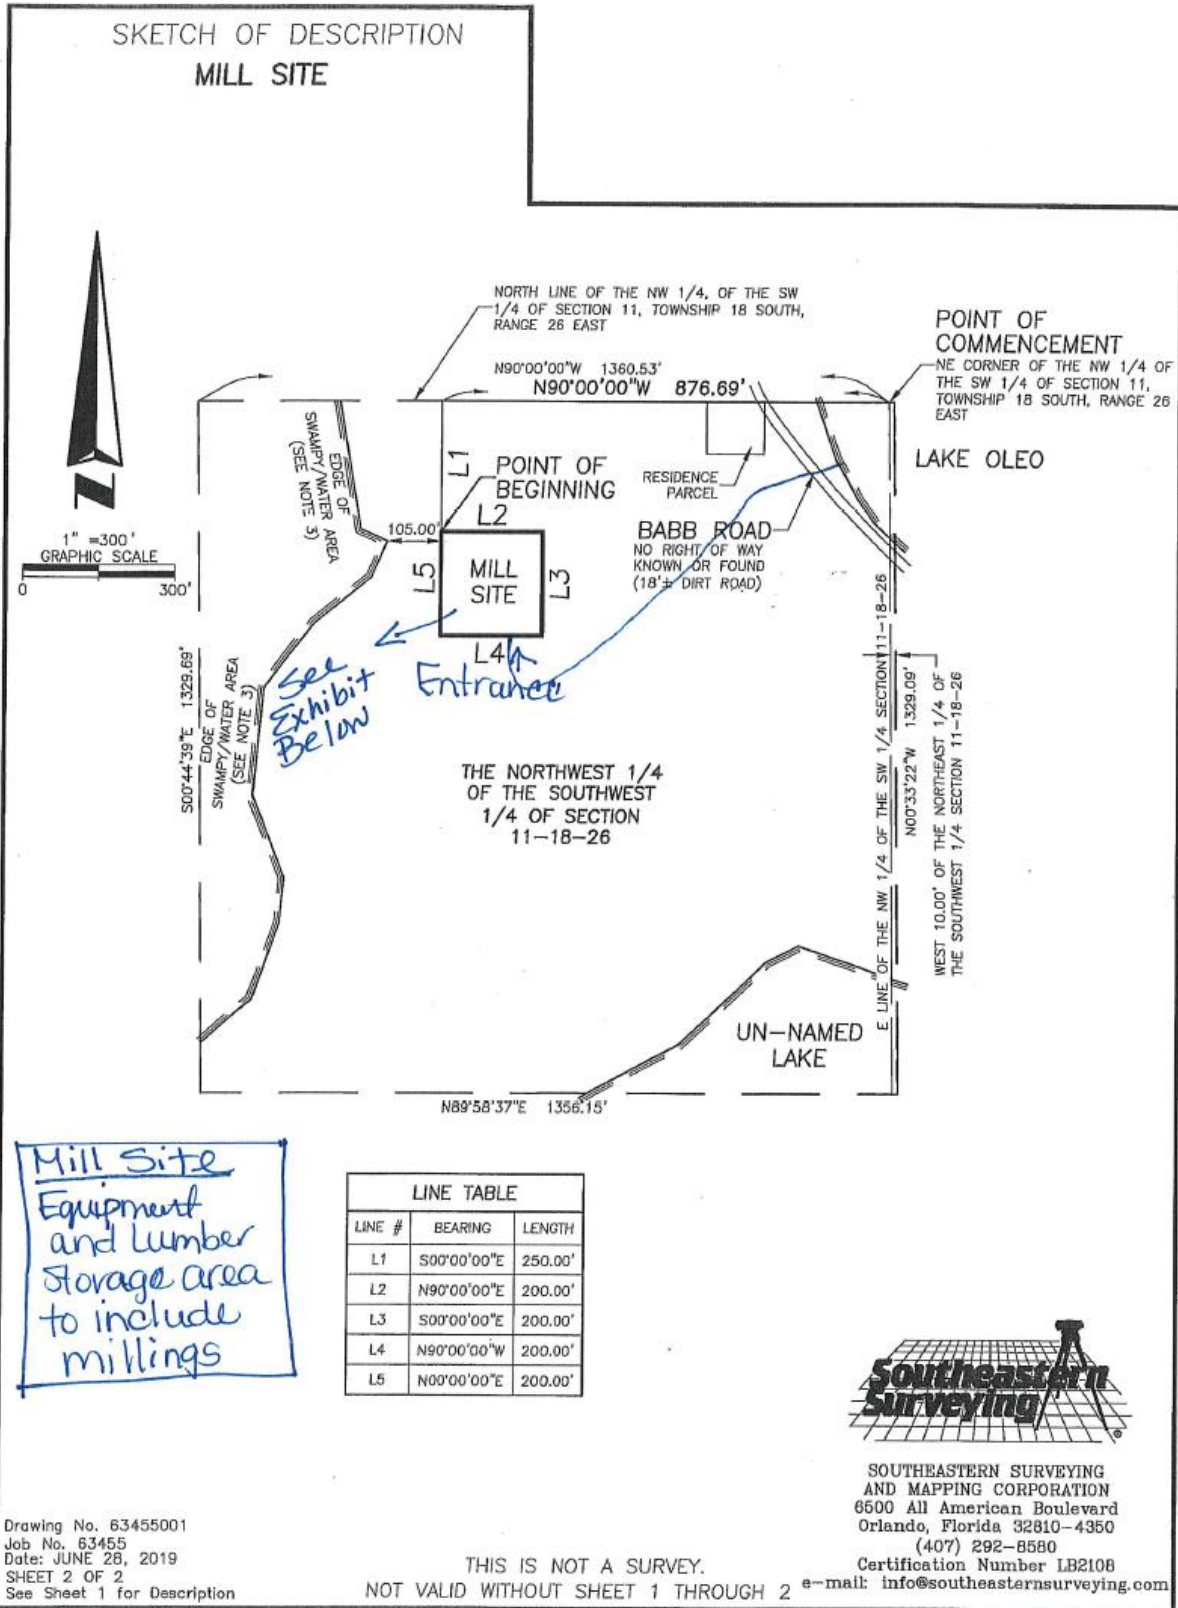 SKETCH OF DESCRIPTION
MILL SITE
NORTH LINE OF THE NW 1/4, OF THE SW
1/4 OF SECTION 11, TOWNSHIP 18 SOUTH,
RANGE 26 EAST
N90°00'00"W 1360.53'
N90°00'00"W 876.69'
POINT OF
COMMENCEMENT
NE CORNER OF THE NW 1/4 OF
THE SW 1/4 OF SECTION 11,
TOWNSHIP 18 SOUTH, RANGE 26
EAST
LAKE OLEO
EDGE OF
SWAMPY/WATER AREA
(SEE NOTE 3)
L1
POINT OF
BEGINNING
RESIDENCE
PARCEL
N
1" =300'
GRAPHIC SCALE
0 300'
105.00'
L2
BABB ROAD
NO RIGHT OF WAY
KNOWN OR FOUND
(18'± DIRT ROAD)
L5
MILL
SITE
L3
L4
Entrance
See
Exhibit
Below
S00°44'39"E 1329.69'
EDGE OF
SWAMPY/WATER AREA
(SEE NOTE 3)
THE NORTHWEST 1/4
OF THE SOUTHWEST
1/4 OF SECTION
11-18-26
E LINE OF THE NW 1/4 OF THE SW 1/4 SECTION 11-18-26
N00°33'22"W 1329.09'
WEST 10.00' OF THE NORTHEAST 1/4 OF
THE SOUTHWEST 1/4 SECTION 11-18-26
UN-NAMED
LAKE
N89°58'37"E 1356.15'
Mill Site
Equipment
and Lumber
storage area
to include
millings
LINE TABLE
LINE # BEARING LENGTH
L1 S00°00'00"E 250.00'
L2 N90°00'00"E 200.00'
L3 S00°00'00"E 200.00'
L4 N90°00'00"W 200.00'
L5 N00°00'00"E 200.00'
Southeastern
Surveying
®
SOUTHEASTERN SURVEYING
AND MAPPING CORPORATION
6500 All American Boulevard
Orlando, Florida 32810-4350
(407) 292-8580
Certification Number LB2108
e-mail: info@southeasternsurveying.com
Drawing No. 63455001
Job No. 63455
Date: JUNE 28, 2019
SHEET 2 OF 2
See Sheet 1 for Description
THIS IS NOT A SURVEY.
NOT VALID WITHOUT SHEET 1 THROUGH 2